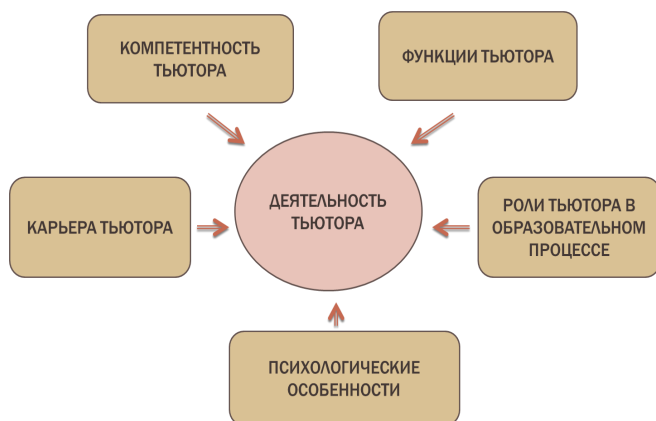 КОМПЕТЕНТНОСТЬ
ТЬЮТОРА
ФУНКЦИИ ТЬЮТОРА
ДЕЯТЕЛЬНОСТЬ
ТЬЮТОРА
КАРЬЕРА ТЬЮТОРА
РОЛИ ТЬЮТОРА В
ОБРАЗОВАТЕЛЬНОМ
ПРОЦЕССЕ
ПСИХОЛОГИЧЕСКИЕ
ОСОБЕННОСТИ